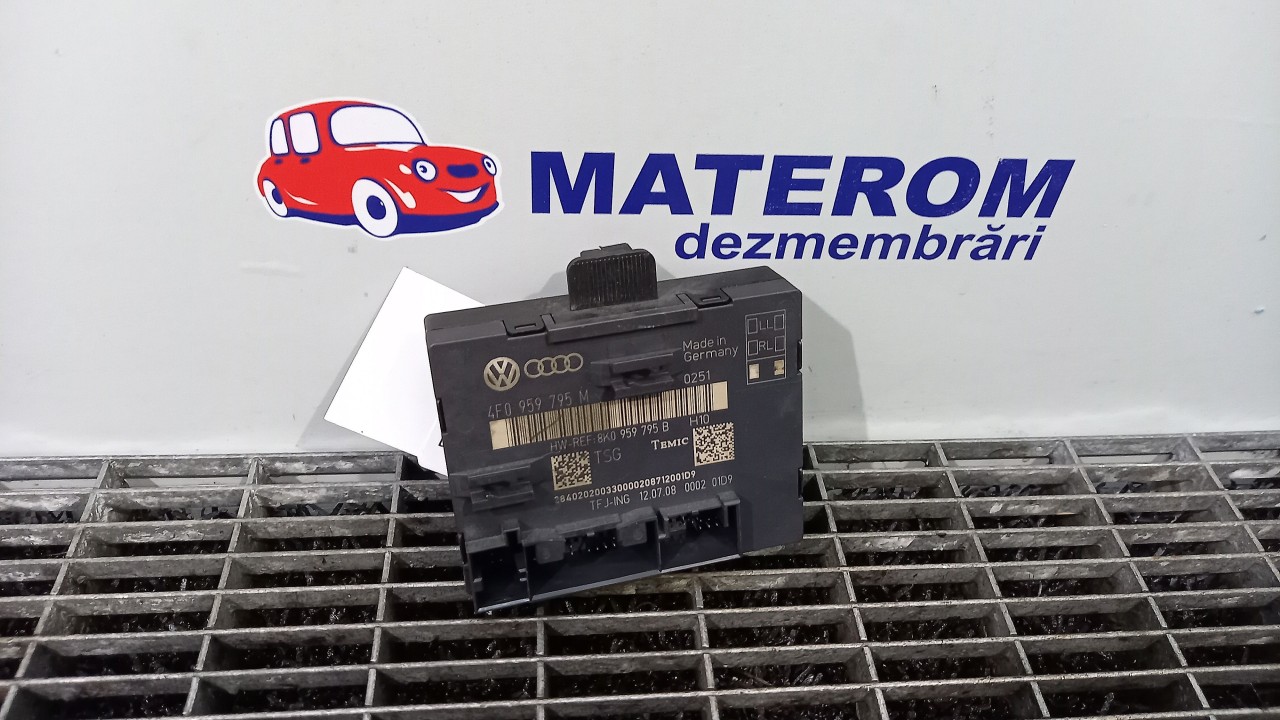 MATEROM
dezmembrări
Made in
Germany
LL
RL
4F0 959 795 M
0251
HW-REF: 8K0 959 795 B H10
TSG
TEMIC
TFJ-ING 12.07.08 0002 01D9